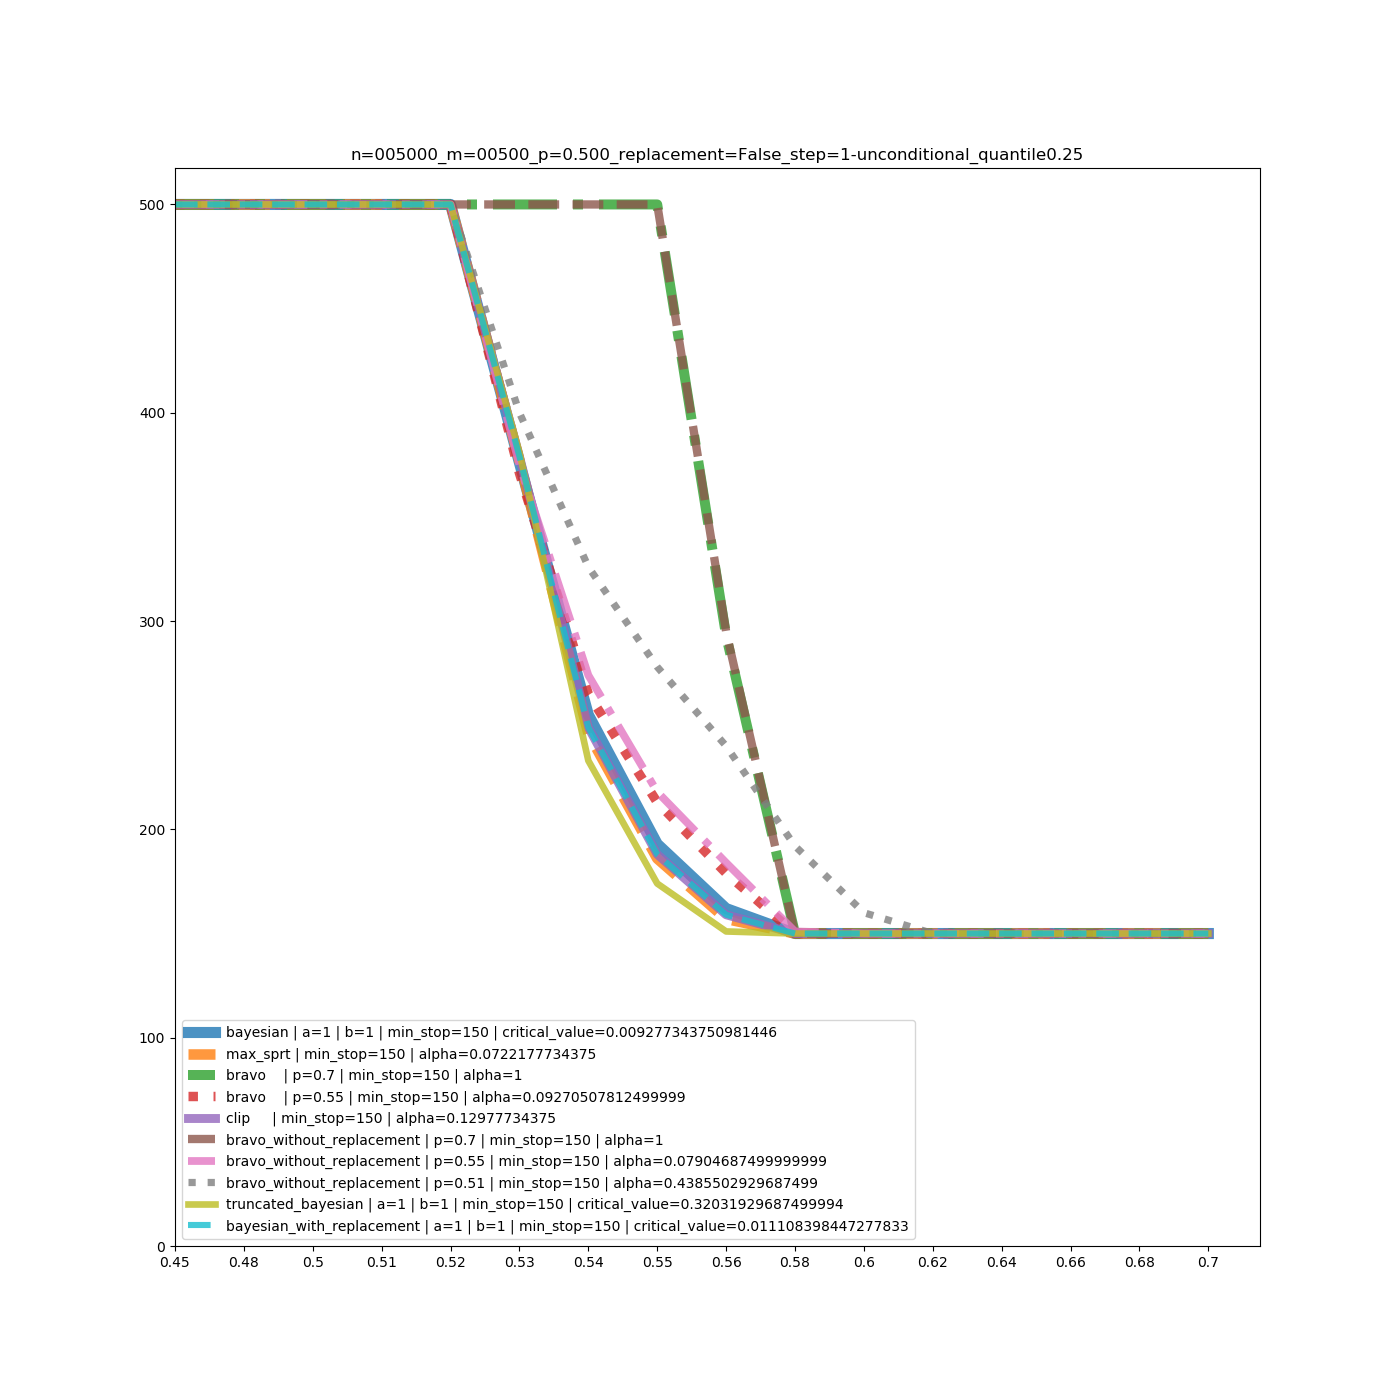 n=005000_m=00500_p=0.500_replacement=False_step=1-unconditional_quantile0.25
500
400
300
200
100
0
bayesian | a=1 | b=1 | min_stop=150 | critical_value=0.009277343750981446
max_sprt | min_stop=150 | alpha=0.0722177734375
bravo    | p=0.7 | min_stop=150 | alpha=1
bravo    | p=0.55 | min_stop=150 | alpha=0.09270507812499999
clip     | min_stop=150 | alpha=0.12977734375
bravo_without_replacement | p=0.7 | min_stop=150 | alpha=1
bravo_without_replacement | p=0.55 | min_stop=150 | alpha=0.07904687499999999
bravo_without_replacement | p=0.51 | min_stop=150 | alpha=0.4385502929687499
truncated_bayesian | a=1 | b=1 | min_stop=150 | critical_value=0.32031929687499994
bayesian_with_replacement | a=1 | b=1 | min_stop=150 | critical_value=0.011108398447277833
0.45 0.48 0.5 0.51 0.52 0.53 0.54 0.55 0.56 0.58 0.6 0.62 0.64 0.66 0.68 0.7